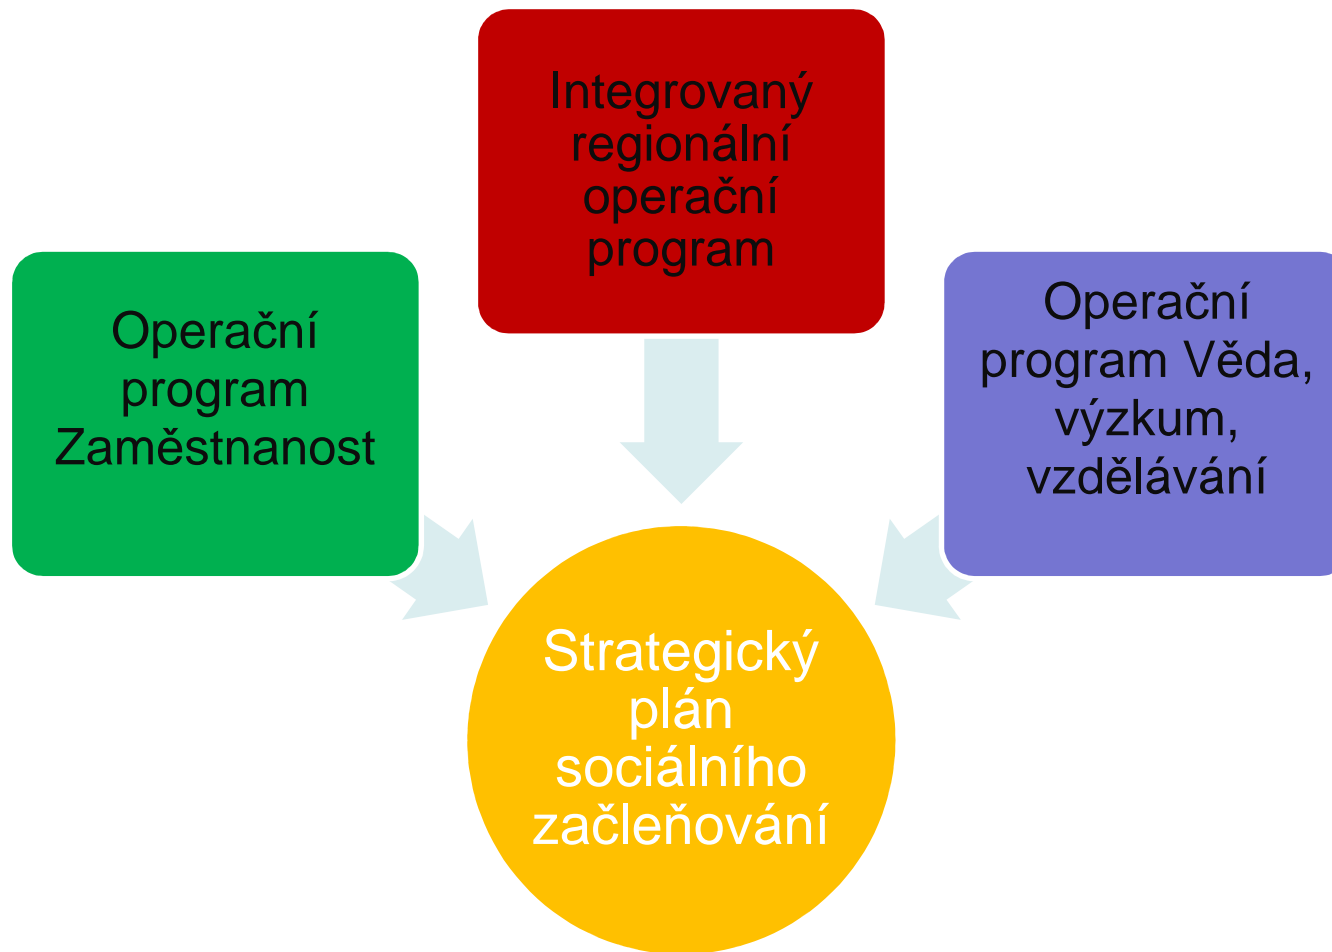 Integrovaný
regionální
operační
program
Operační
program
Zaměstnanost
Operační
program Věda,
výzkum,
vzdělávání
Strategický
plán
sociálního
začleňování